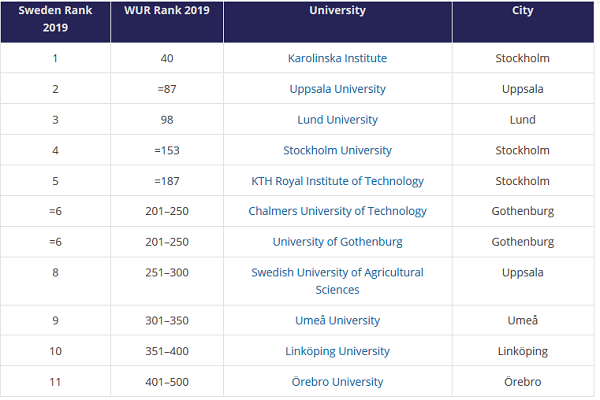 Sweden Rank 2019 WUR Rank 2019 University City
1 40 Karolinska Institute Stockholm
2 =87 Uppsala University Uppsala
3 98 Lund University Lund
4 =153 Stockholm University Stockholm
5 =187 KTH Royal Institute of Technology Stockholm
=6 201–250 Chalmers University of Technology Gothenburg
=6 201–250 University of Gothenburg Gothenburg
8 251–300 Swedish University of Agricultural Sciences Uppsala
9 301–350 Umeå University Umeå
10 351–400 Linköping University Linköping
11 401–500 Örebro University Örebro